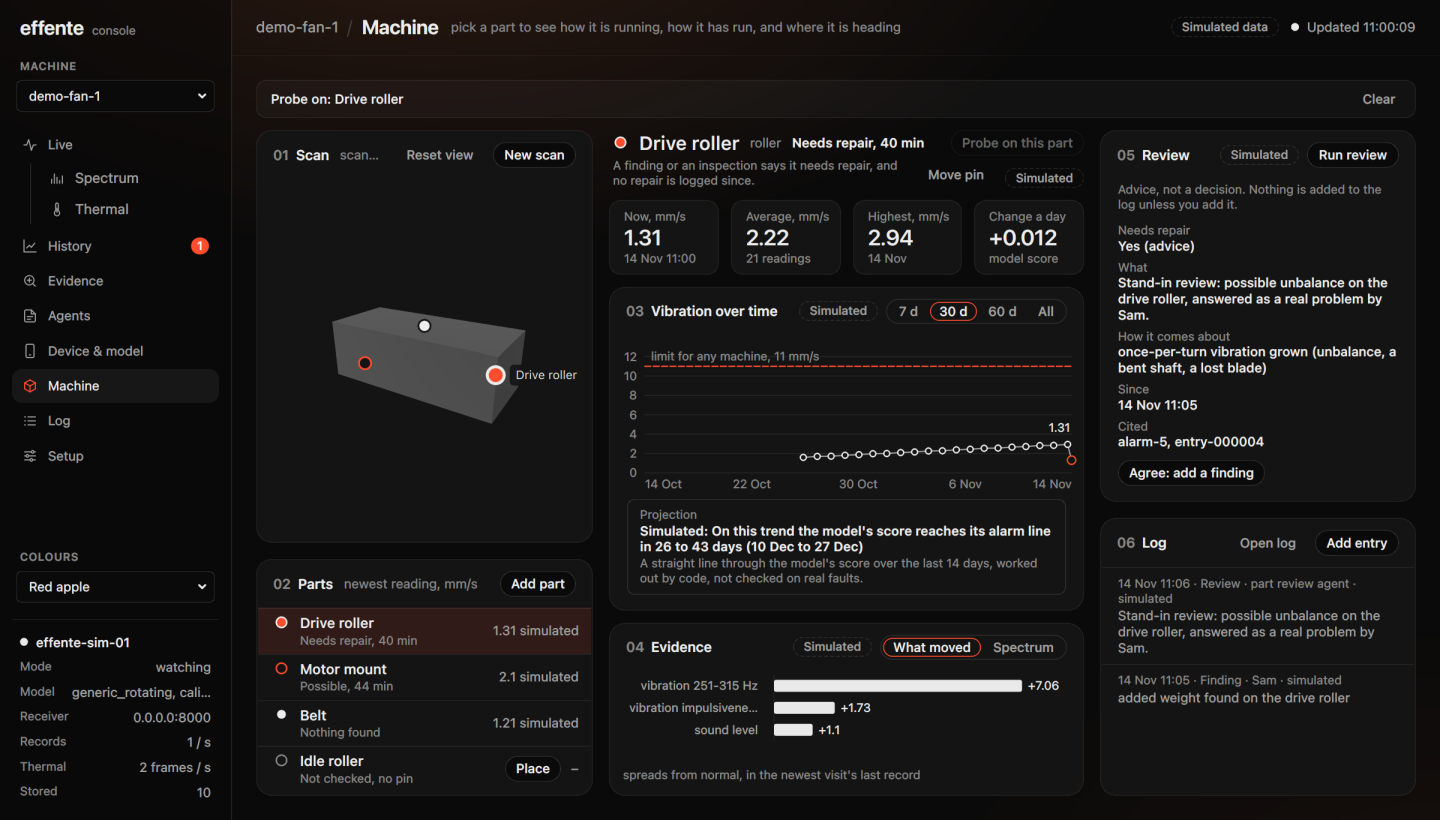 effente console
MACHINE
demo-fan-1
Live
Spectrum
Thermal
History
1
Evidence
Agents
Device & model
Machine
Log
Setup
COLOURS
Red apple
effente-sim-01
Mode watching
Model generic_rotating, cali...
Receiver 0.0.0.0:8000
Records 1 / s
Thermal 2 frames / s
Stored 10
demo-fan-1 / Machine pick a part to see how it is running, how it has run, and where it is heading
Simulated data
Updated 11:00:09
Probe on: Drive roller
Clear
01 Scan scan... Reset view New scan
Drive roller
02 Parts newest reading, mm/s Add part
Drive roller
Needs repair, 40 min
1.31 simulated
Motor mount
Possible, 44 min
2.1 simulated
Belt
Nothing found
1.21 simulated
Idle roller
Not checked, no pin
Place –
Drive roller roller Needs repair, 40 min Probe on this part
A finding or an inspection says it needs repair, and
no repair is logged since.
Move pin Simulated
Now, mm/s
1.31
14 Nov 11:00
Average, mm/s
2.22
21 readings
Highest, mm/s
2.94
14 Nov
Change a day
+0.012
model score
03 Vibration over time Simulated 7 d 30 d 60 d All
12
limit for any machine, 11 mm/s
10
8
6
4
2
0
1.31
14 Oct 22 Oct 30 Oct 6 Nov 14 Nov
Projection
Simulated: On this trend the model's score reaches its alarm line
in 26 to 43 days (10 Dec to 27 Dec)
A straight line through the model's score over the last 14 days, worked
out by code, not checked on real faults.
04 Evidence Simulated What moved Spectrum
vibration 251-315 Hz +7.06
vibration impulsivene... +1.73
sound level +1.1
spreads from normal, in the newest visit's last record
05 Review Simulated Run review
Advice, not a decision. Nothing is added to the
log unless you add it.
Needs repair
Yes (advice)
What
Stand-in review: possible unbalance on the
drive roller, answered as a real problem by
Sam.
How it comes about
once-per-turn vibration grown (unbalance, a
bent shaft, a lost blade)
Since
14 Nov 11:05
Cited
alarm-5, entry-000004
Agree: add a finding
06 Log Open log Add entry
14 Nov 11:06 · Review · part review agent ·
simulated
Stand-in review: possible unbalance on the
drive roller, answered as a real problem by
Sam.
14 Nov 11:05 · Finding · Sam · simulated
added weight found on the drive roller